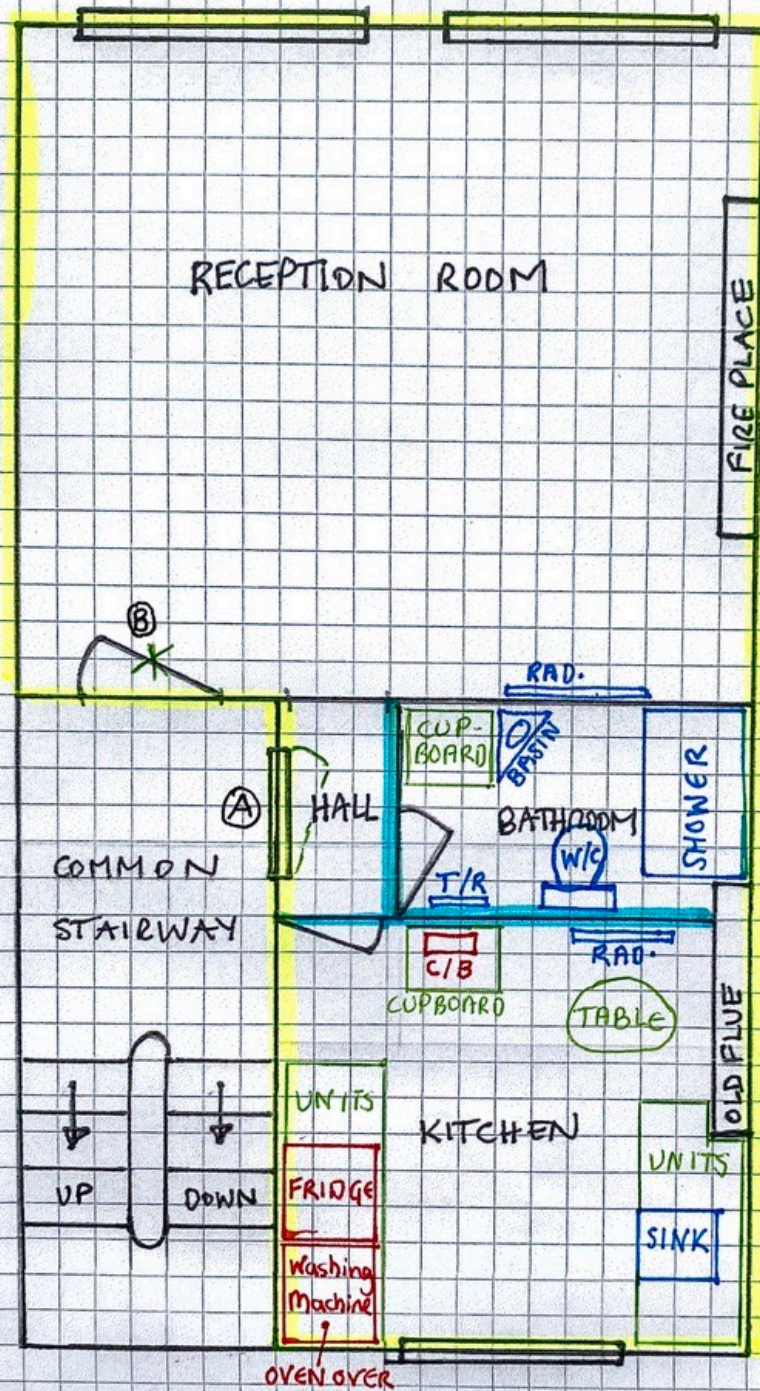 RECEPTION ROOM
FIRE PLACE
B
RAD.
CUP-
BOARD
BASIN
SHOWER
A
HALL
BATHROOM
W/C
T/R
COMMON
STAIRWAY
C/B
RAD.
CUPBOARD
TABLE
OLD FLUE
UNITS
KITCHEN
UNITS
UP
DOWN
FRIDGE
SINK
Washing
Machine
OVEN OVER